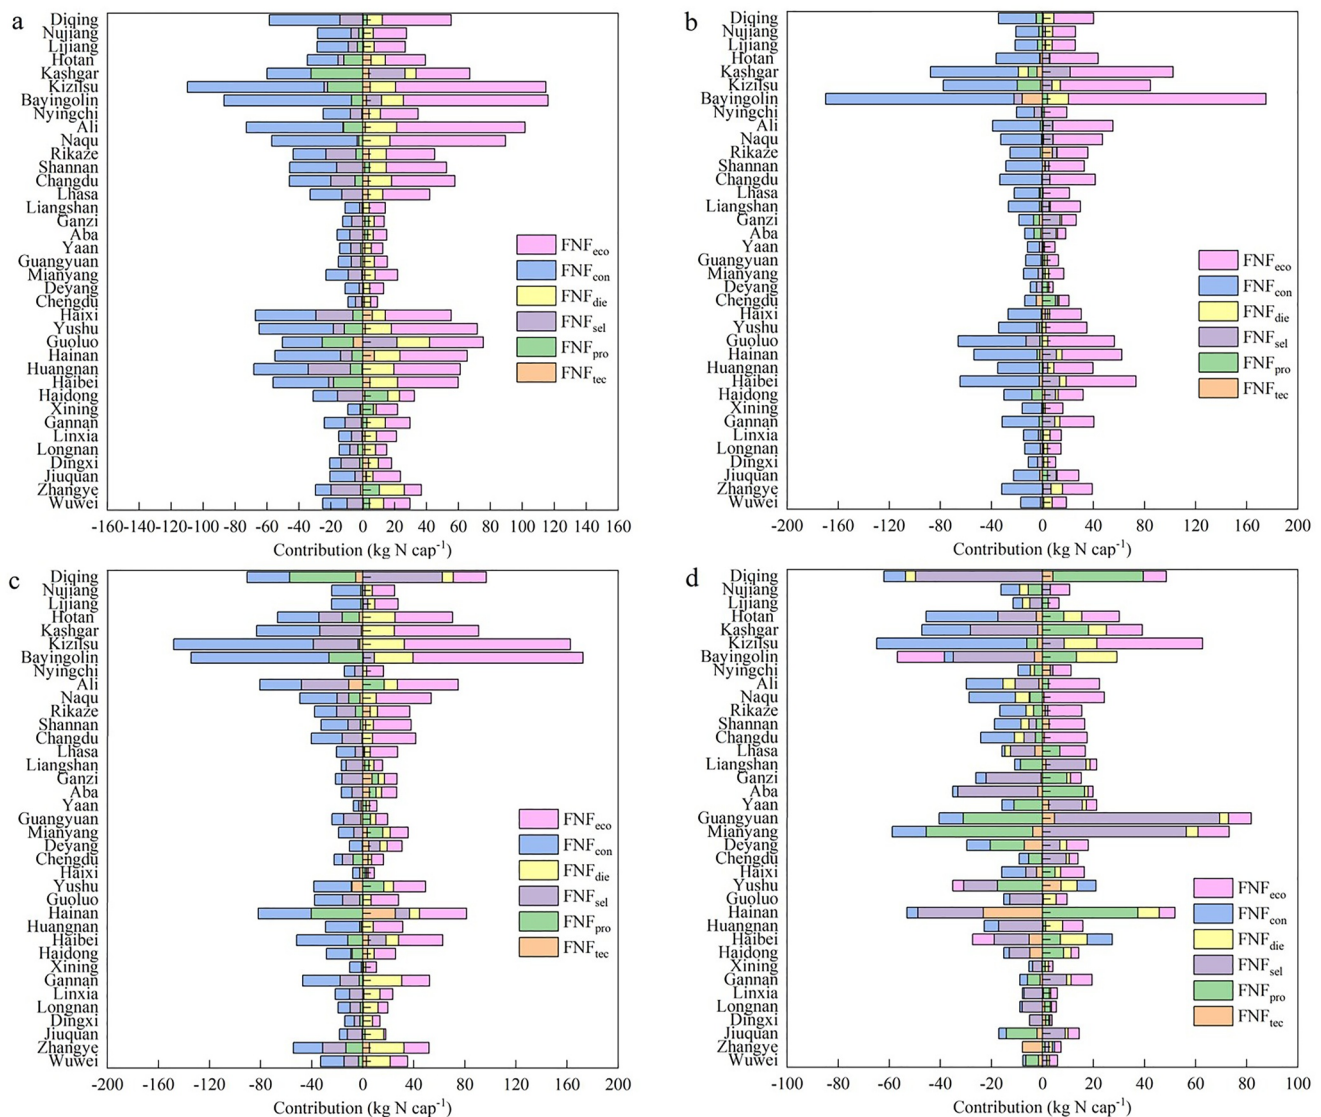 a
Diqing
Nujiang
Lijiang
Hotan
Kashgar
Kizilsu
Bayingolin
Nyingchi
Ali
Naqu
Rikaze
Shannan
Changdu
Lhasa
Liangshan
Ganzi
Aba
Yaan
Guangyuan
Mianyang
Deyang
Chengdu
Haixi
Yushu
Guoluo
Hainan
Huangnan
Haibei
Haidong
Xining
Gannan
Linxia
Longnan
Dingxi
Jiuquan
Zhangye
Wuwei
FNFeco
FNFcon
FNFdie
FNFsel
FNFpro
FNFtec
-160 -140 -120 -100 -80 -60 -40 -20 0 20 40 60 80 100 120 140 160
Contribution (kg N cap⁻¹)
b
Diqing
Nujiang
Lijiang
Hotan
Kashgar
Kizilsu
Bayingolin
Nyingchi
Ali
Naqu
Rikaze
Shannan
Changdu
Lhasa
Liangshan
Ganzi
Aba
Yaan
Guangyuan
Mianyang
Deyang
Chengdu
Haixi
Yushu
Guoluo
Hainan
Huangnan
Haibei
Haidong
Xining
Gannan
Linxia
Longnan
Dingxi
Jiuquan
Zhangye
Wuwei
FNFeco
FNFcon
FNFdie
FNFsel
FNFpro
FNFtec
-200 -160 -120 -80 -40 0 40 80 120 160 200
Contribution (kg N cap⁻¹)
c
Diqing
Nujiang
Lijiang
Hotan
Kashgar
Kizilsu
Bayingolin
Nyingchi
Ali
Naqu
Rikaze
Shannan
Changdu
Lhasa
Liangshan
Ganzi
Aba
Yaan
Guangyuan
Mianyang
Deyang
Chengdu
Haixi
Yushu
Guoluo
Hainan
Huangnan
Haibei
Haidong
Xining
Gannan
Linxia
Longnan
Dingxi
Jiuquan
Zhangye
Wuwei
FNFeco
FNFcon
FNFdie
FNFsel
FNFpro
FNFtec
-200 -160 -120 -80 -40 0 40 80 120 160 200
Contribution (kg N cap⁻¹)
d
Diqing
Nujiang
Lijiang
Hotan
Kashgar
Kizilsu
Bayingolin
Nyingchi
Ali
Naqu
Rikaze
Shannan
Changdu
Lhasa
Liangshan
Ganzi
Aba
Yaan
Guangyuan
Mianyang
Deyang
Chengdu
Haixi
Yushu
Guoluo
Hainan
Huangnan
Haibei
Haidong
Xining
Gannan
Linxia
Longnan
Dingxi
Jiuquan
Zhangye
Wuwei
FNFeco
FNFcon
FNFdie
FNFsel
FNFpro
FNFtec
-100 -80 -60 -40 -20 0 20 40 60 80 100
Contribution (kg N cap⁻¹)